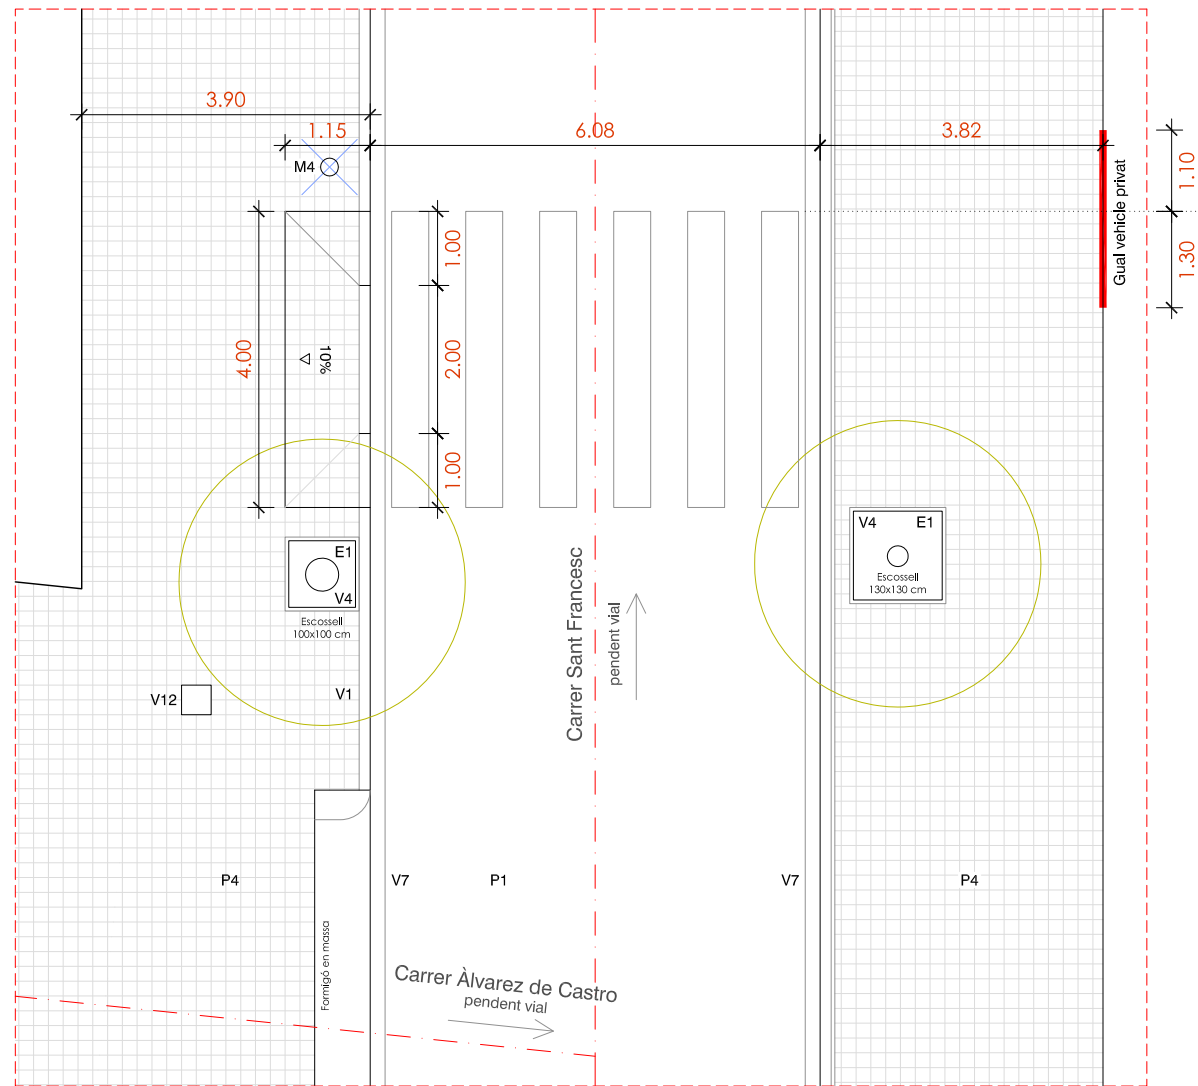 3.90
1.15
6.08
3.82
M4
1.10
Gual vehicle privat
1.00
1.30
4.00
10%
2.00
1.00
E1
V4
Escossell
100x100 cm
V4 E1
Escossell
130x130 cm
Carrer Sant Francesc
pendent vial
V12
V1
P4
V7
P1
V7
P4
Formigó en massa
Carrer Àlvarez de Castro
pendent vial